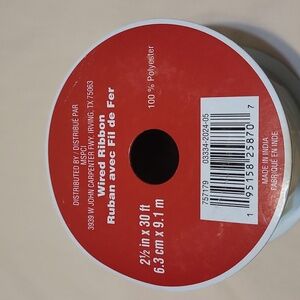 DISTRIBUTED BY / DISTRIBUÉ PAR
MSPCI
3939 W JOHN CARPENTER FWY, IRVING, TX 75063
Wired Ribbon
Ruban avec Fil de Fer
100 % Polyester
2½ in x 30 ft
6.3 cm x 9.1 m
757179 03334-2024-05
1 95158 25870 7
MADE IN INDIA
FABRIQUÉ EN INDE